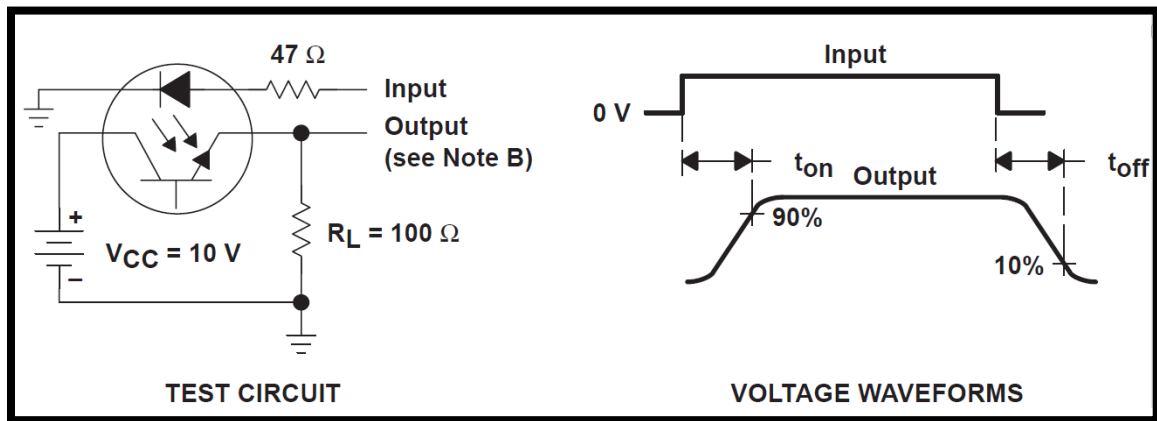 47 Ω
Input
Output
(see Note B)
+
VCC = 10 V
−
RL = 100 Ω
TEST CIRCUIT
Input
0 V
ton
toff
Output
90%
10%
VOLTAGE WAVEFORMS